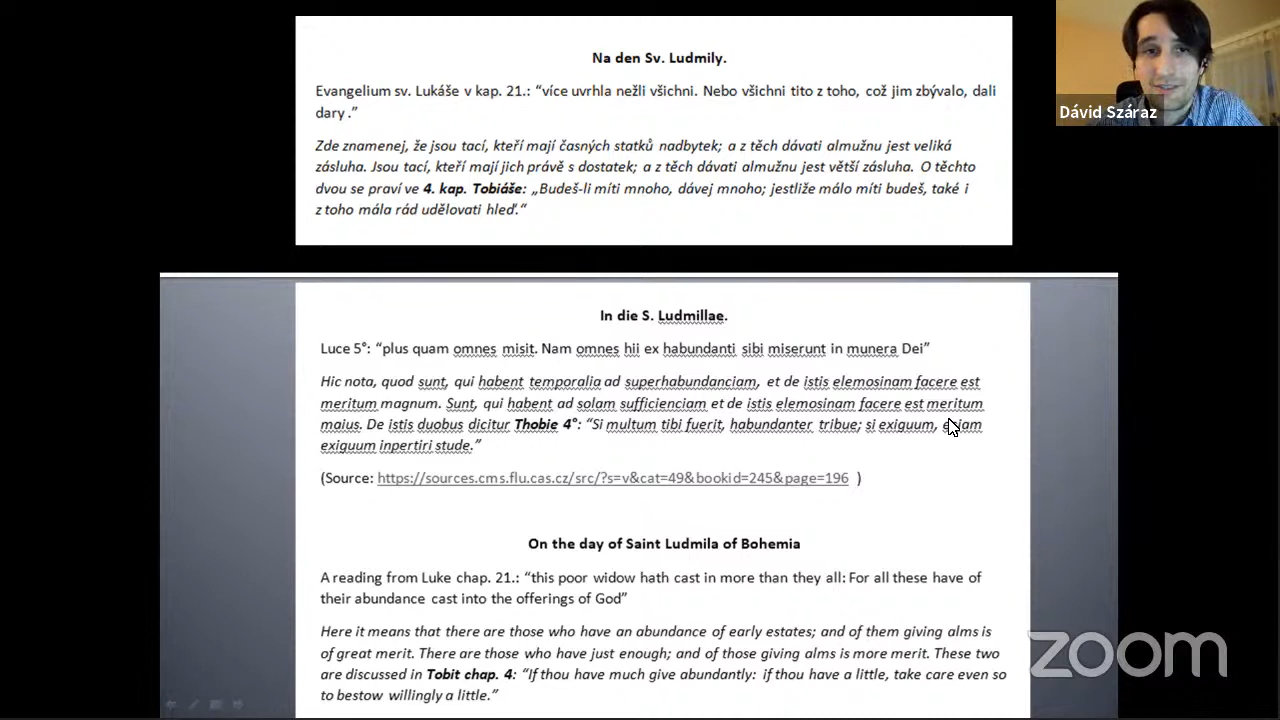 Na den Sv. Ludmily.
Evangelium sv. Lukáše v kap. 21.: “více uvrhla nežli všichni. Nebo všichni tito z toho, což jim zbývalo, dali
dary .”
Zde znamenej, že jsou tací, kteří mají časných statků nadbytek; a z těch dávati almužnu jest veliká
zásluha. Jsou tací, kteří mají jich právě s dostatek; a z těch dávati almužnu jest větší zásluha. O těchto
dvou se praví ve 4. kap. Tobiáše: „Budeš-li míti mnoho, dávej mnoho; jestliže málo míti budeš, také i
z toho mála rád udělovati hleď.“
Dávid Száraz
In die S. Ludmillae.
Luce 5°: “plus quam omnes misit. Nam omnes hii ex habundanti sibi miserunt in munera Dei”
Hic nota, quod sunt, qui habent temporalia ad superhabundanciam, et de istis elemosinam facere est
meritum magnum. Sunt, qui habent ad solam sufficienciam et de istis elemosinam facere est meritum
maius. De istis duobus dicitur Thobie 4°: “Si multum tibi fuerit, habundanter tribue; si exiguum,
exiguum inpertiri stude.”
(Source: https://sources.cms.flu.cas.cz/src/?s=v&cat=49&bookid=245&page=196 )
On the day of Saint Ludmila of Bohemia
A reading from Luke chap. 21.: “this poor widow hath cast in more than they all: For all these have of
their abundance cast into the offerings of God”
Here it means that there are those who have an abundance of early estates; and of them giving alms is
of great merit. There are those who have just enough; and of those giving alms is more merit. These two
are discussed in Tobit chap. 4: “If thou have much give abundantly: if thou have a little, take care even so
to bestow willingly a little.”
zoom